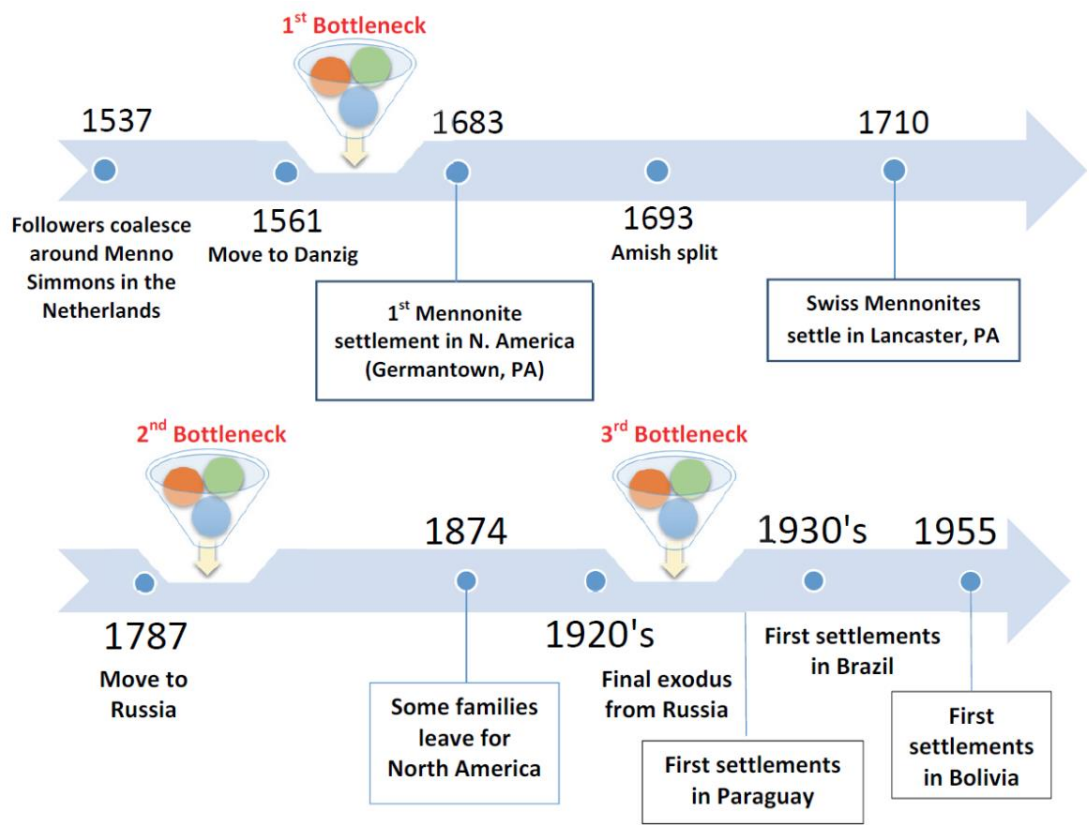 1st Bottleneck
1537
1683
1710
1561
1693
Followers coalesce
around Menno
Simmons in the
Netherlands
Move to Danzig
Amish split
1st Mennonite
settlement in N. America
(Germantown, PA)
Swiss Mennonites
settle in Lancaster, PA
2nd Bottleneck
3rd Bottleneck
1874
1930's
1955
1787
1920's
Move to
Russia
Some families
leave for
North America
Final exodus
from Russia
First settlements
in Brazil
First settlements
in Paraguay
First
settlements
in Bolivia